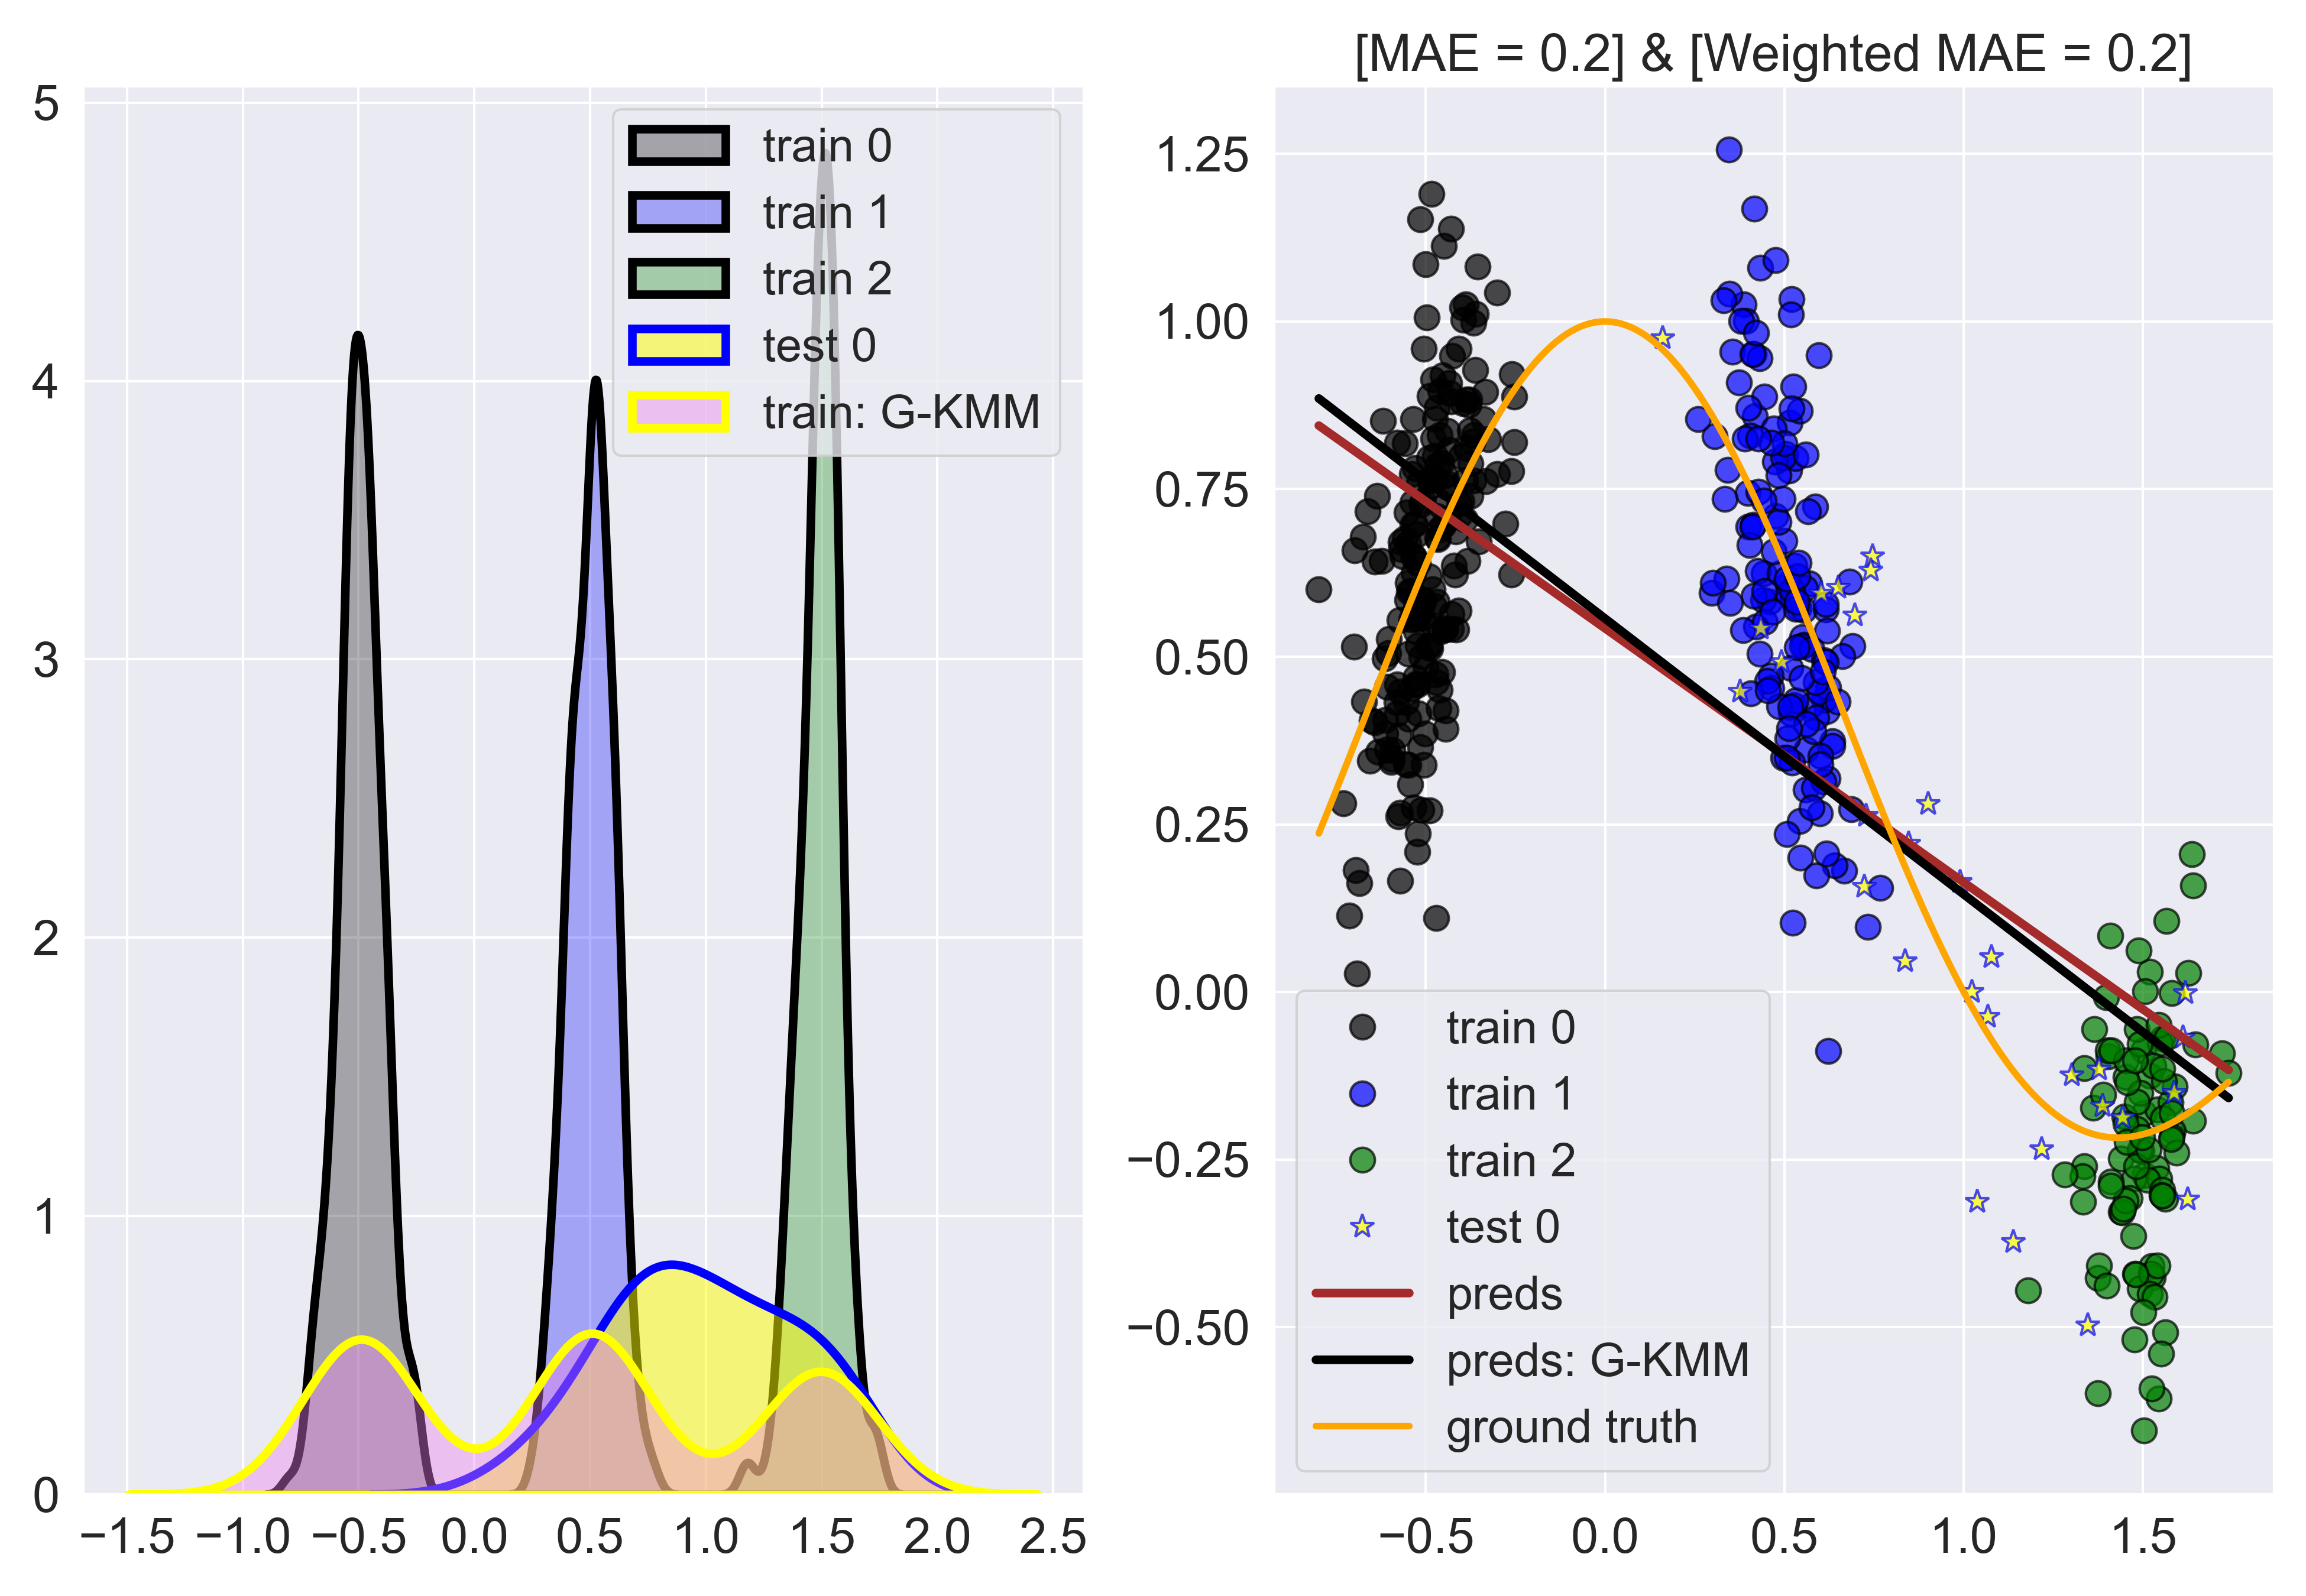 5
4
3
2
1
0
−1.5 −1.0 −0.5 0.0 0.5 1.0 1.5 2.0 2.5
train 0
train 1
train 2
test 0
train: G-KMM
[MAE = 0.2] & [Weighted MAE = 0.2]
1.25
1.00
0.75
0.50
0.25
0.00
−0.25
−0.50
−0.5 0.0 0.5 1.0 1.5
train 0
train 1
train 2
test 0
preds
preds: G-KMM
ground truth